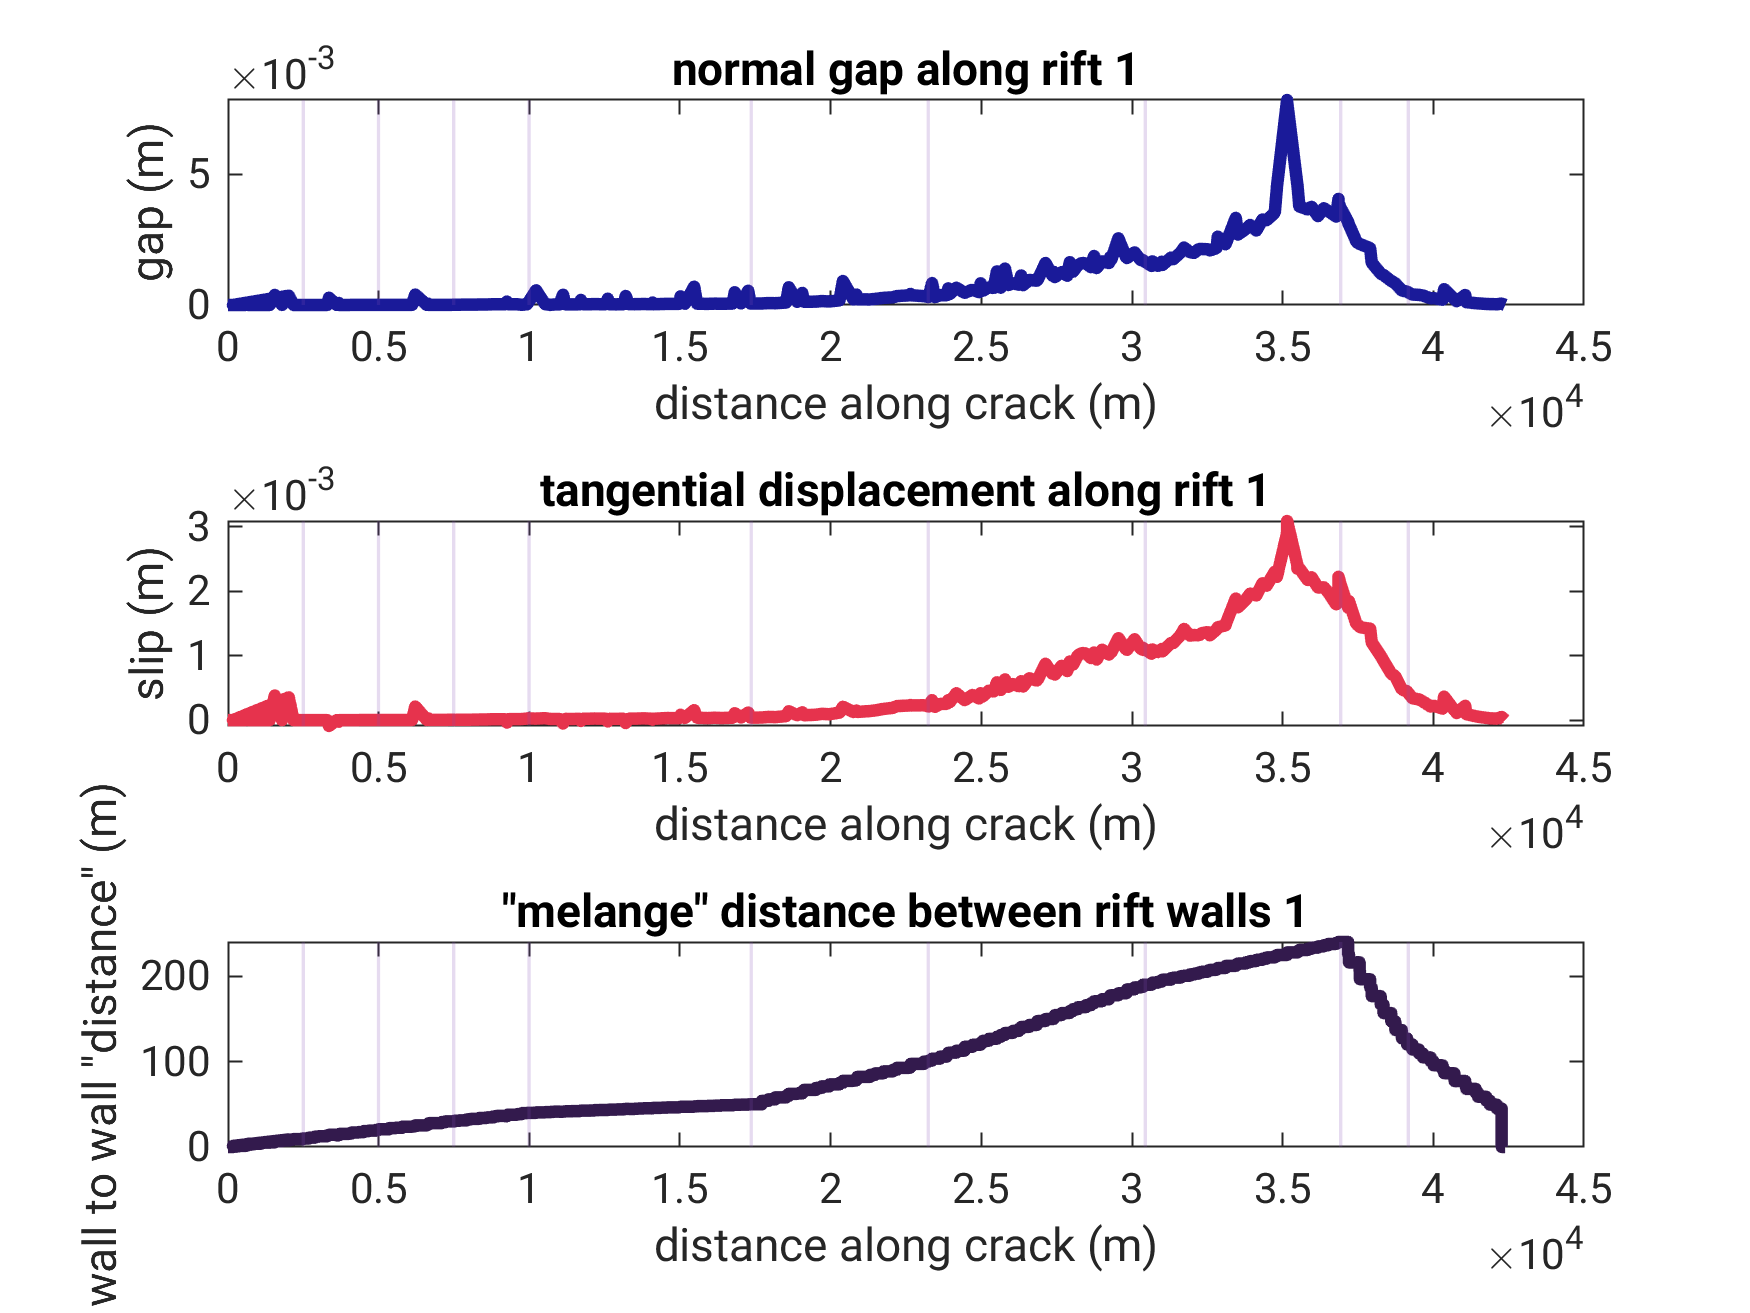 ×10-3
normal gap along rift 1
gap (m)
5
0
0 0.5 1 1.5 2 2.5 3 3.5 4 4.5
distance along crack (m)
×104
×10-3
tangential displacement along rift 1
slip (m)
3
2
1
0
0 0.5 1 1.5 2 2.5 3 3.5 4 4.5
distance along crack (m)
×104
"melange" distance between rift walls 1
wall to wall "distance" (m)
200
100
0
0 0.5 1 1.5 2 2.5 3 3.5 4 4.5
distance along crack (m)
×104